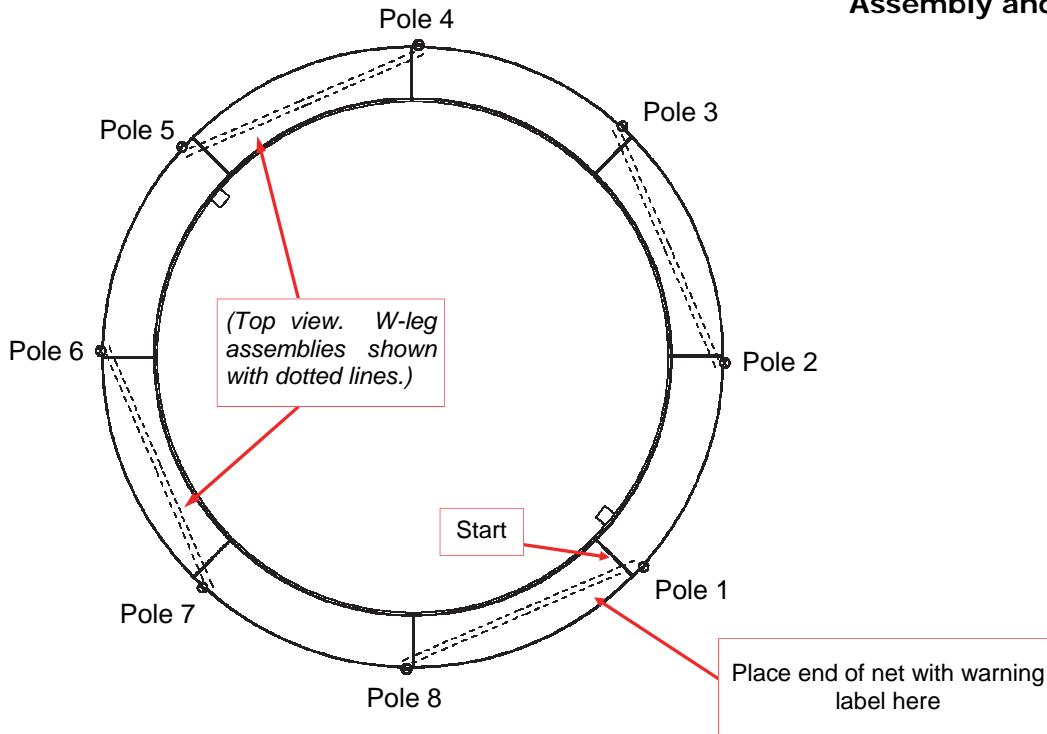 Assembly and
Pole 4
Pole 3
Pole 5
(Top view. W-leg
assemblies shown
with dotted lines.)
Pole 6
Pole 2
Start
Pole 1
Pole 7
Place end of net with warning
label here
Pole 8